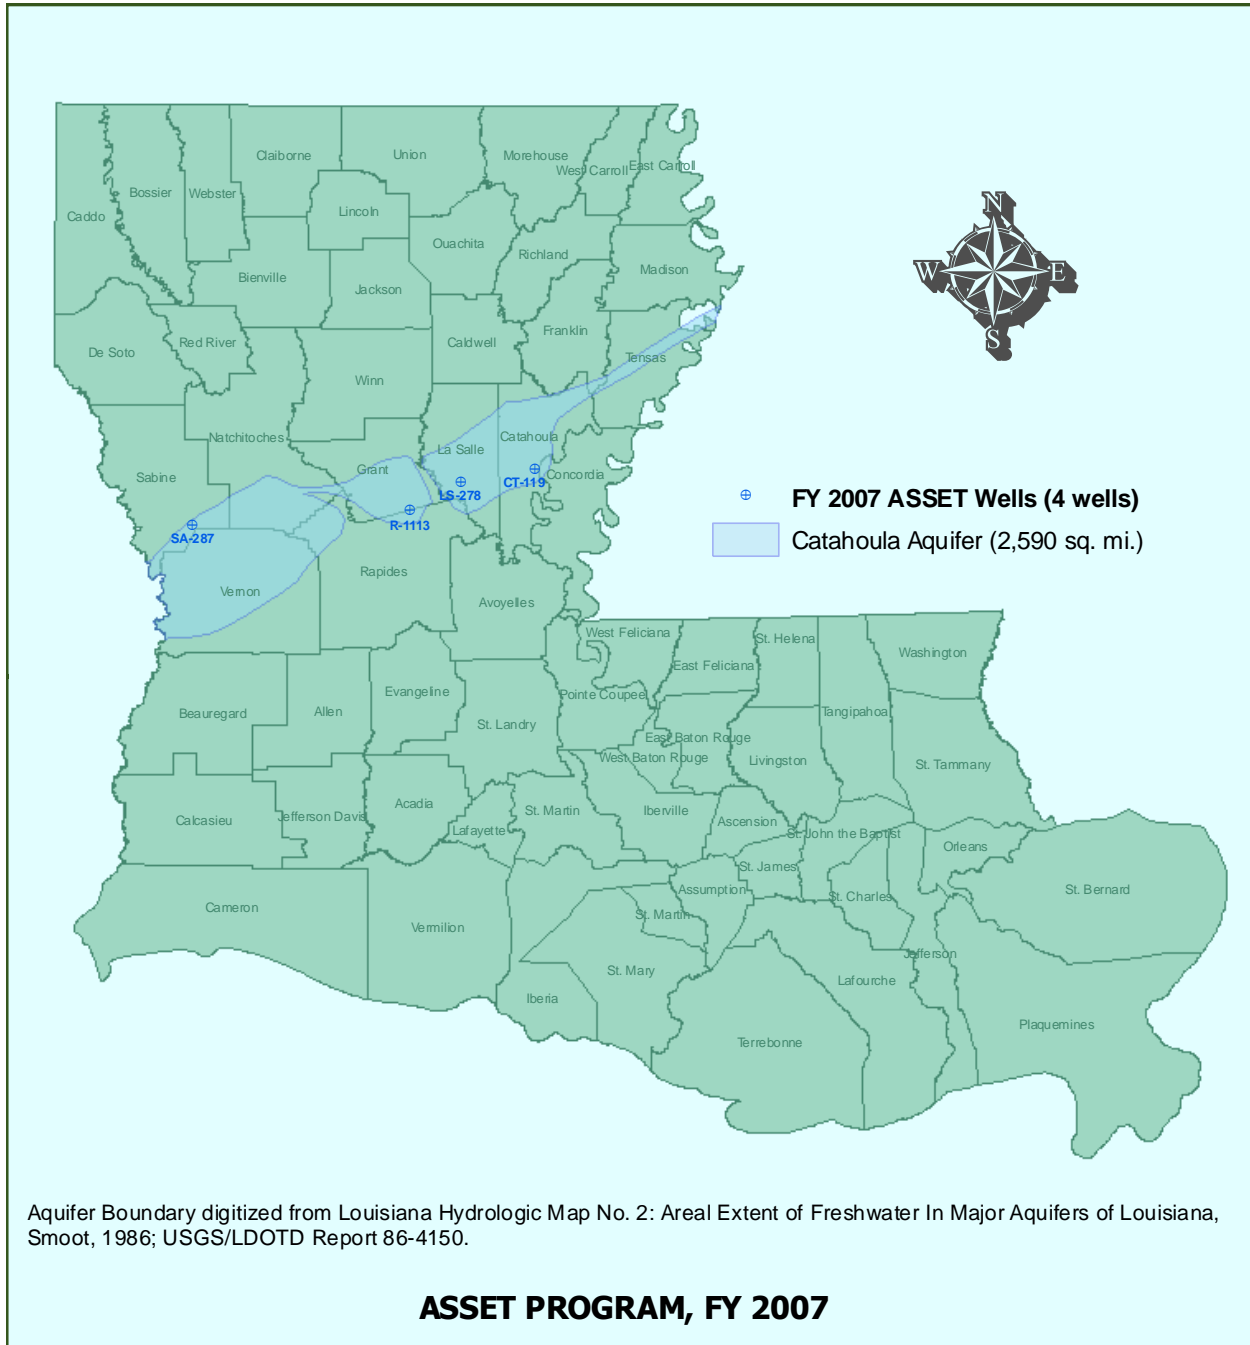 Claiborne
Union
Morehouse
West Carroll
East Carroll
Caddo
Bossier
Webster
Lincoln
Ouachita
Richland
Madison
Bienville
Jackson
De Soto
Red River
Winn
Caldwell
Franklin
Tensas
Natchitoches
Sabine
Grant
La Salle
Catahoula
Concordia
SA-287
R-1113
LS-278
CT-119
Vernon
Rapides
Avoyelles
N
W
E
S
FY 2007 ASSET Wells (4 wells)
Catahoula Aquifer (2,590 sq. mi.)
West Feliciana
East Feliciana
St. Helena
Washington
Beauregard
Allen
Evangeline
St. Landry
Pointe Coupee
East Baton Rouge
West Baton Rouge
Tangipahoa
Livingston
St. Tammany
Calcasieu
Jefferson Davis
Acadia
Lafayette
St. Martin
Iberville
Ascension
St. John the Baptist
Orleans
St. Bernard
Cameron
Vermilion
Assumption
St. James
St. Charles
St. Martin
Jefferson
St. Mary
Iberia
Lafourche
Terrebonne
Plaquemines
Aquifer Boundary digitized from Louisiana Hydrologic Map No. 2: Areal Extent of Freshwater In Major Aquifers of Louisiana,
Smoot, 1986; USGS/LDOTD Report 86-4150.
ASSET PROGRAM, FY 2007